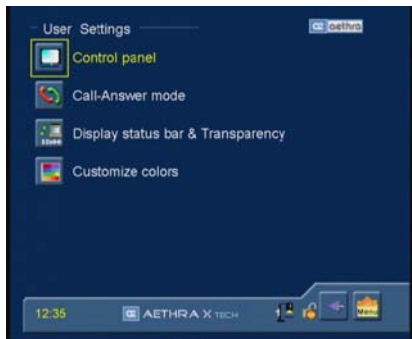 User Settings
aethra
Control panel
Call-Answer mode
Display status bar & Transparency
Customize colors
12:35
AETHRA X TECH
Menu